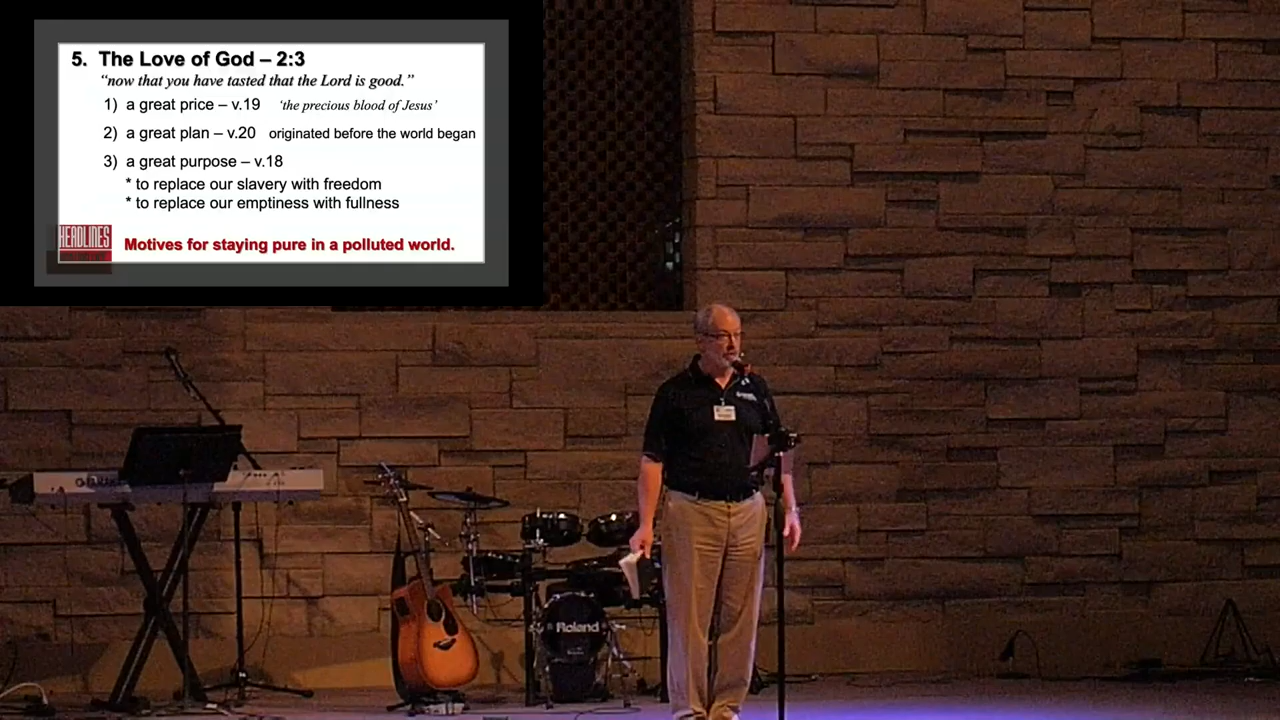 5. The Love of God – 2:3
“now that you have tasted that the Lord is good.”
1) a great price – v.19 ‘the precious blood of Jesus’
2) a great plan – v.20 originated before the world began
3) a great purpose – v.18
* to replace our slavery with freedom
* to replace our emptiness with fullness
HEADLINES
Motives for staying pure in a polluted world.
YAMAHA
Roland